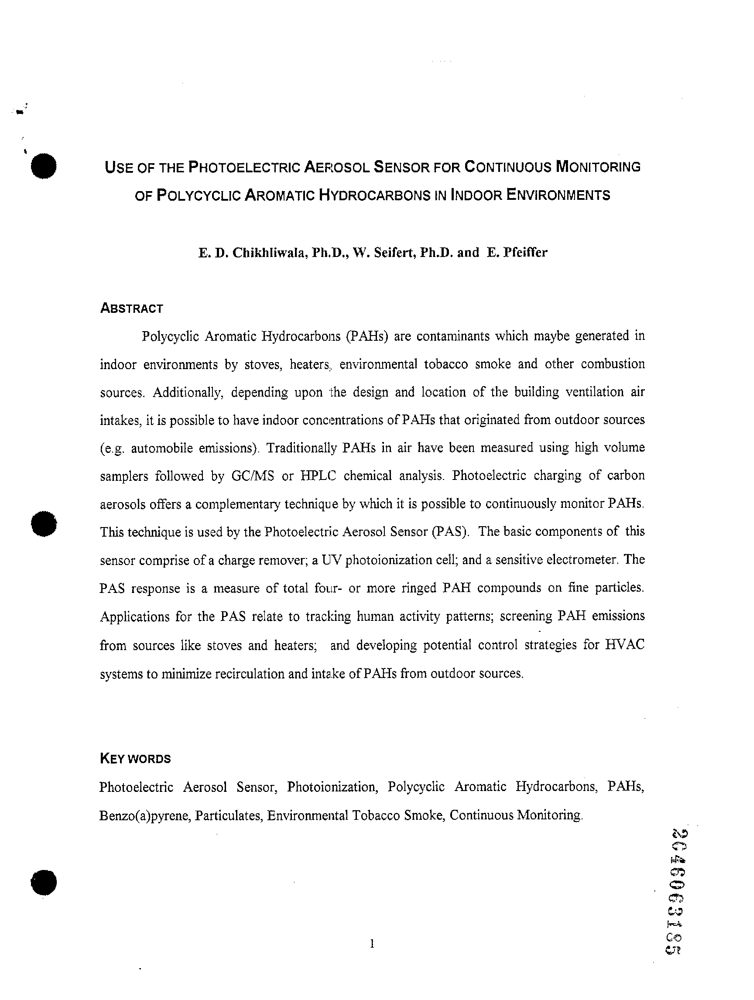 USE OF THE PHOTOELECTRIC AEROSOL SENSOR FOR CONTINUOUS MONITORING
OF POLYCYCLIC AROMATIC HYDROCARBONS IN INDOOR ENVIRONMENTS
E. D. Chikhliwala, Ph.D., W. Seifert, Ph.D. and E. Pfeiffer
ABSTRACT
Polycyclic Aromatic Hydrocarbons (PAHs) are contaminants which maybe generated in
indoor environments by stoves, heaters, environmental tobacco smoke and other combustion
sources. Additionally, depending upon the design and location of the building ventilation air
intakes, it is possible to have indoor concentrations of PAHs that originated from outdoor sources
(e.g. automobile emissions). Traditionally PAHs in air have been measured using high volume
samplers followed by GC/MS or HPLC chemical analysis. Photoelectric charging of carbon
aerosols offers a complementary technique by which it is possible to continuously monitor PAHs.
This technique is used by the Photoelectric Aerosol Sensor (PAS). The basic components of this
sensor comprise of a charge remover; a UV photoionization cell; and a sensitive electrometer. The
PAS response is a measure of total four- or more ringed PAH compounds on fine particles.
Applications for the PAS relate to tracking human activity patterns; screening PAH emissions
from sources like stoves and heaters; and developing potential control strategies for HVAC
systems to minimize recirculation and intake of PAHs from outdoor sources.
KEY WORDS
Photoelectric Aerosol Sensor, Photoionization, Polycyclic Aromatic Hydrocarbons, PAHs,
Benzo(a)pyrene, Particulates, Environmental Tobacco Smoke, Continuous Monitoring.
2046063185
1